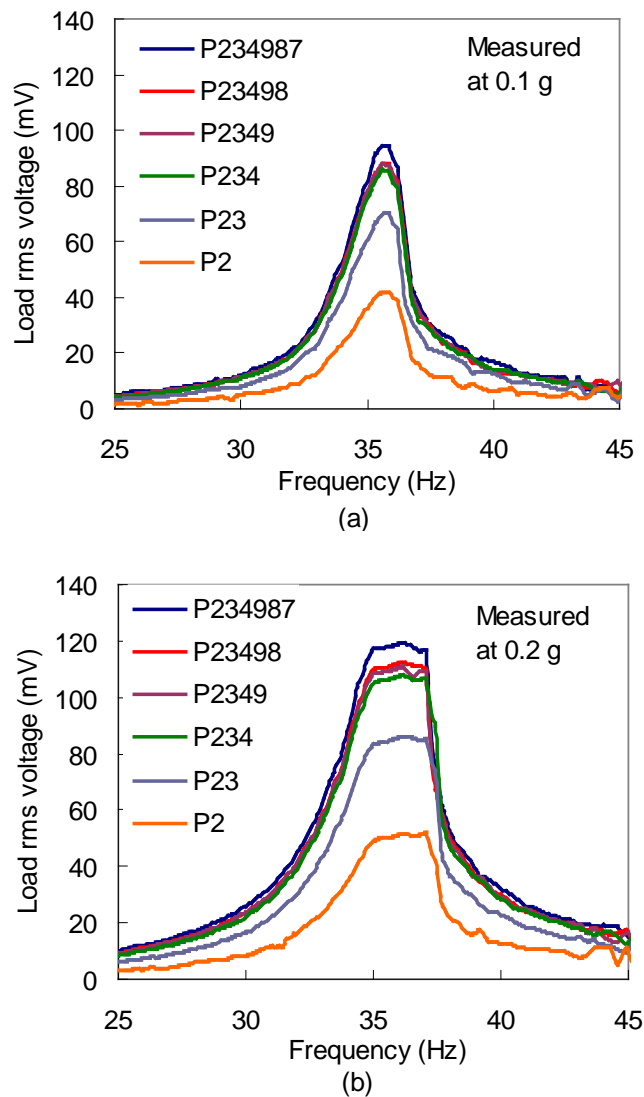 140
120
100
80
60
40
20
0
Load rms voltage (mV)
P234987
P23498
P2349
P234
P23
P2
Measured
at 0.1 g
25
30
35
40
45
Frequency (Hz)
(a)
140
120
100
80
60
40
20
0
Load rms voltage (mV)
P234987
P23498
P2349
P234
P23
P2
Measured
at 0.2 g
25
30
35
40
45
Frequency (Hz)
(b)